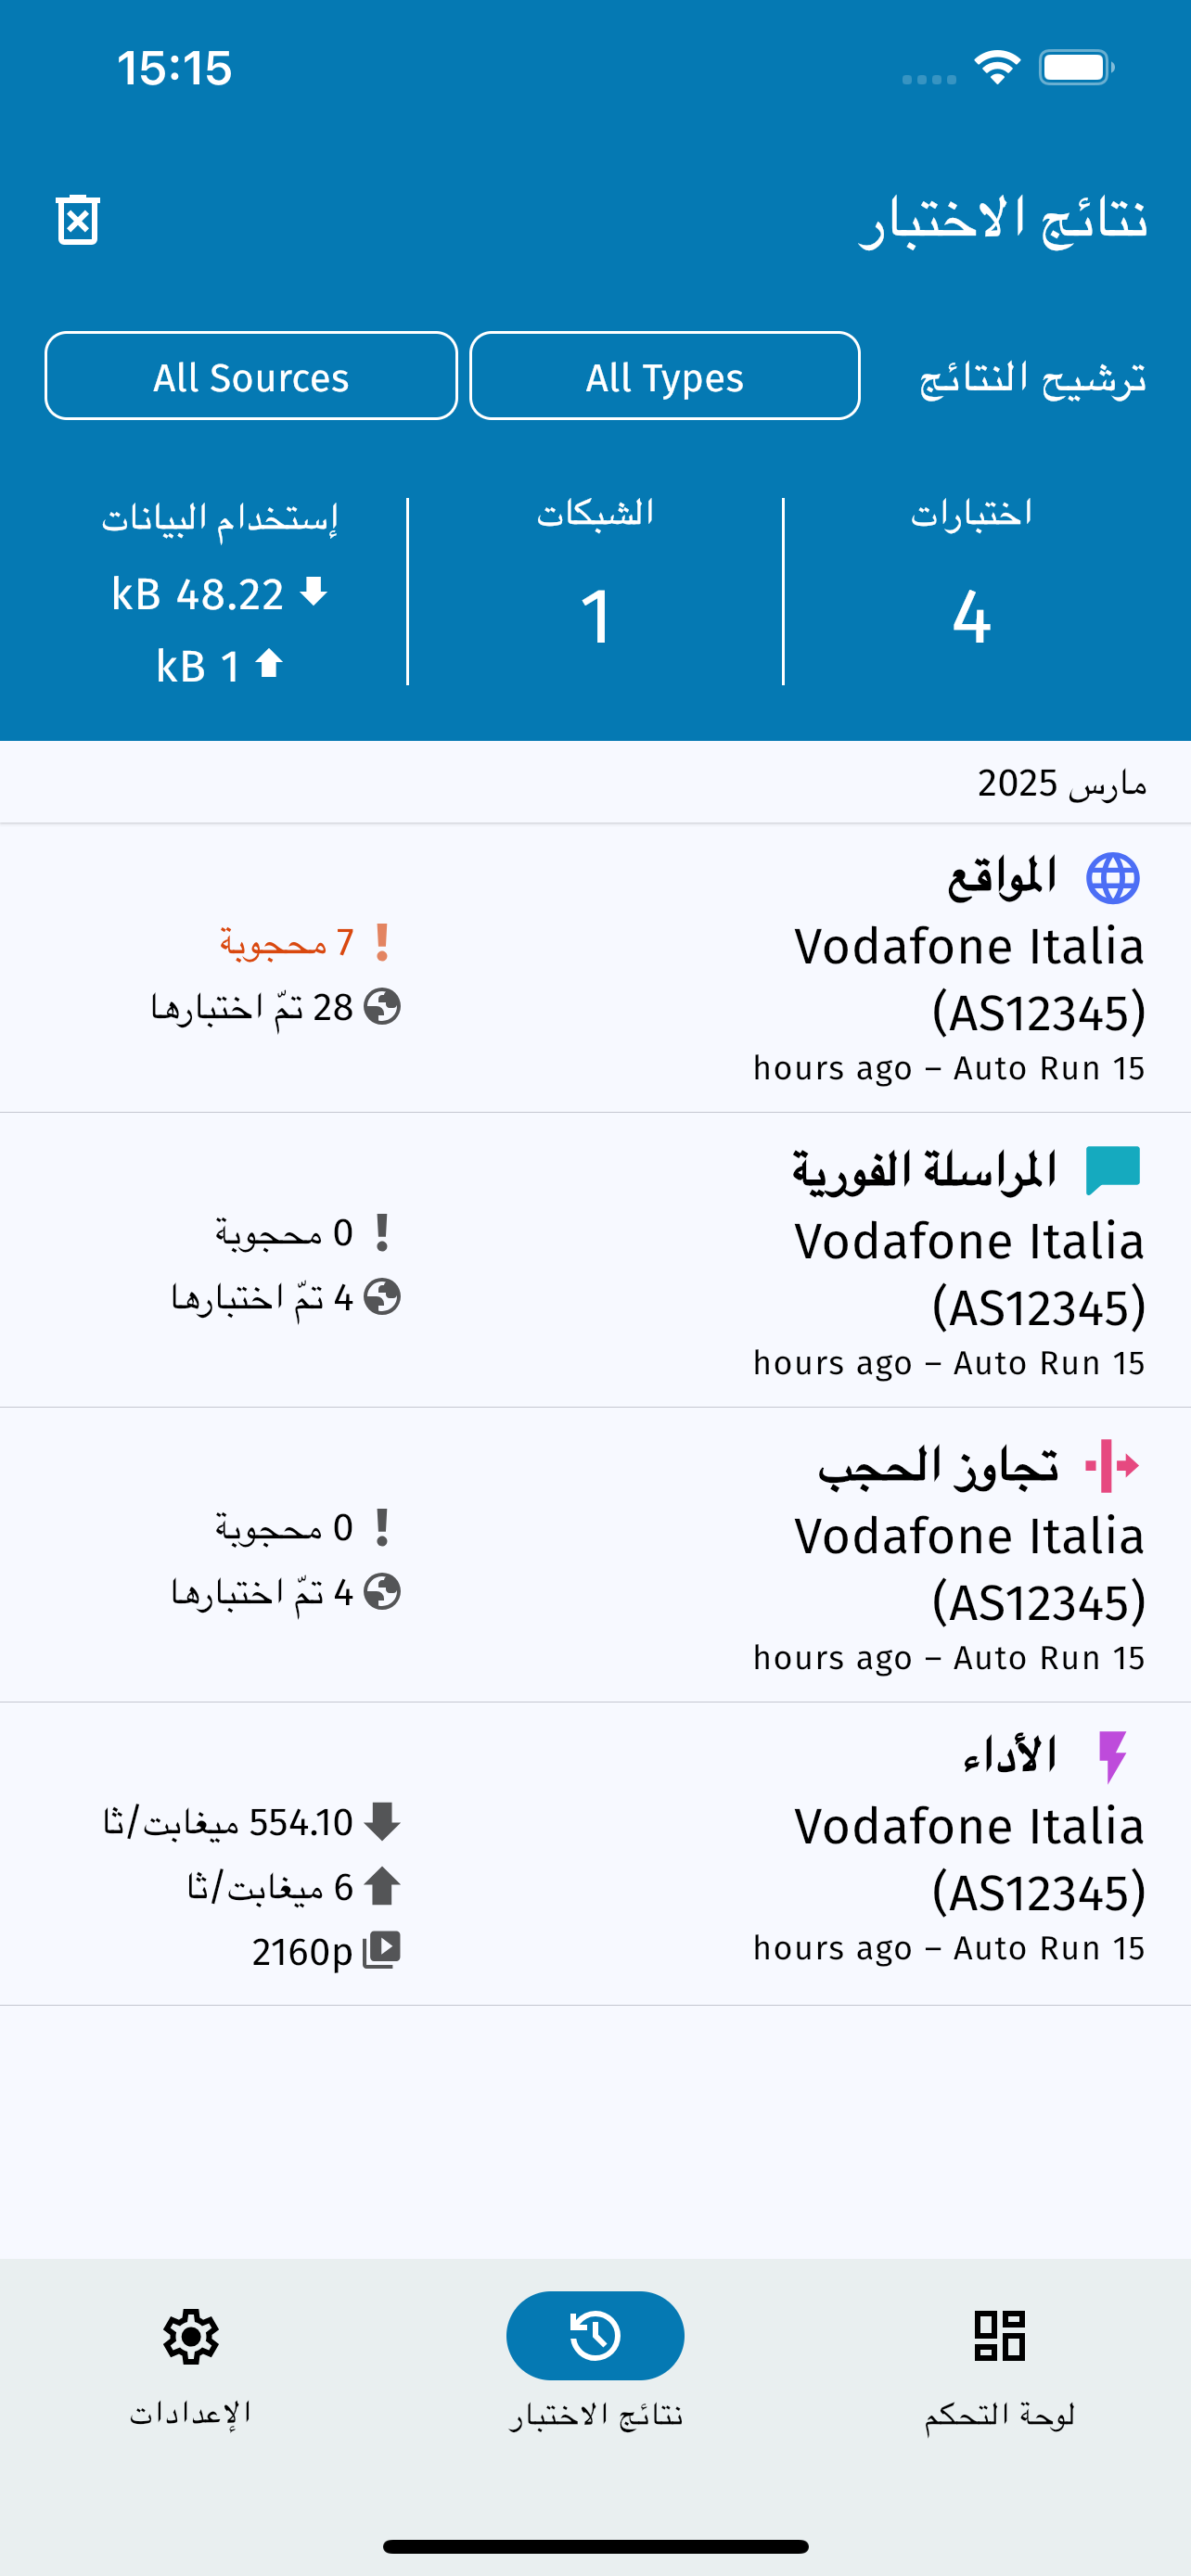 15:15
نتائج الاختبار
ترشيح النتائج
All Types
All Sources
اختبارات
4
الشبكات
1
إستخدام البيانات
48.22 kB
1 kB
مارس 2025
المواقع
Vodafone Italia
(AS12345)
15 hours ago – Auto Run
7 محجوبة
28 تمّ اختبارها
المراسلة الفورية
Vodafone Italia
(AS12345)
15 hours ago – Auto Run
0 محجوبة
4 تمّ اختبارها
تجاوز الحجب
Vodafone Italia
(AS12345)
15 hours ago – Auto Run
0 محجوبة
4 تمّ اختبارها
الأداء
Vodafone Italia
(AS12345)
15 hours ago – Auto Run
554.10 ميغابت/ثا
6 ميغابت/ثا
2160p
لوحة التحكم
نتائج الاختبار
الإعدادات